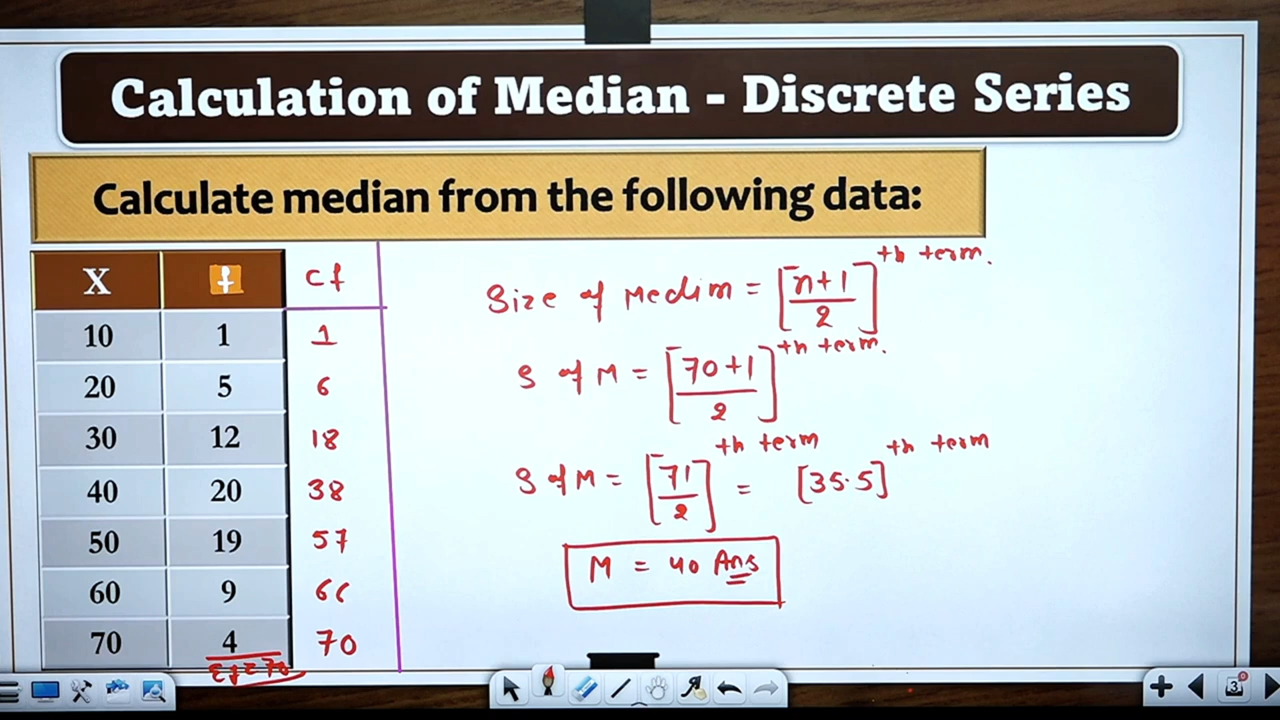 Calculation of Median - Discrete Series
Calculate median from the following data:
X f cf
10 1 1
20 5 6
30 12 18
40 20 38
50 19 57
60 9 66
70 4 70
Σf=70
Size of Medim = [n+1/2]th term.
S of M = [70+1/2]th term.
S of M = [71/2]th term = [35.5]th term
M = 40 Ans
3